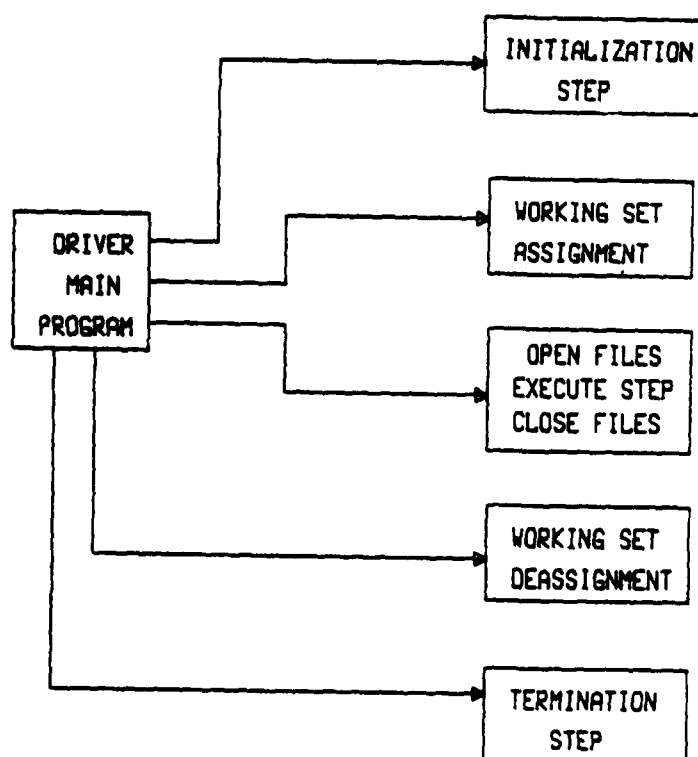 INITIALIZATION
STEP
WORKING SET
ASSIGNMENT
DRIVER
MAIN
PROGRAM
OPEN FILES
EXECUTE STEP
CLOSE FILES
WORKING SET
DEASSIGNMENT
TERMINATION
STEP